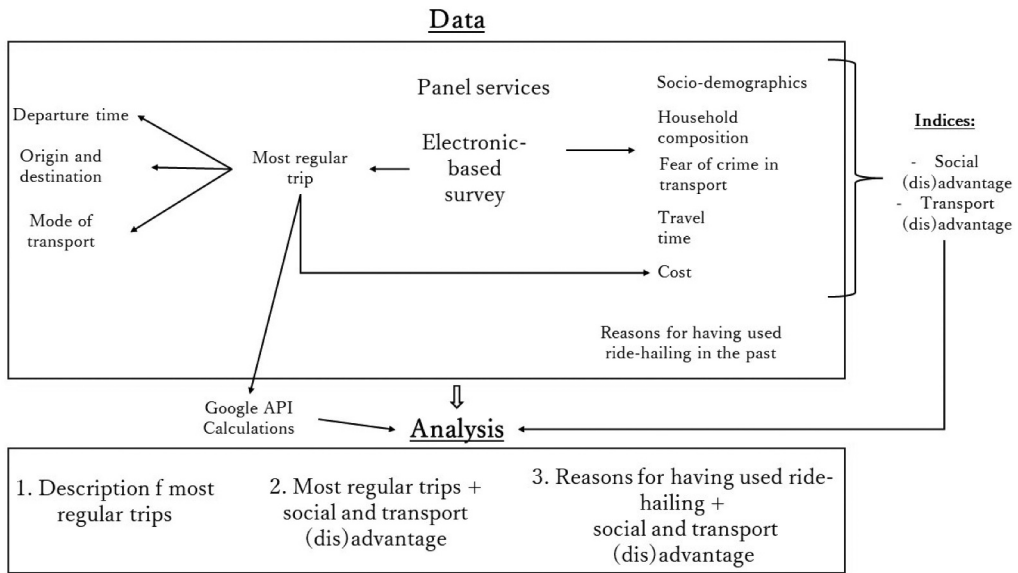 Data
Panel services
Electronic-
based
survey
Most regular
trip
Departure time
Origin and
destination
Mode of
transport
Socio-demographics
Household
composition
Fear of crime in
transport
Travel
time
Cost
Reasons for having used
ride-hailing in the past
Indices:
- Social
(dis)advantage
- Transport
(dis)advantage
Google API
Calculations
Analysis
1. Description f most
regular trips
2. Most regular trips +
social and transport
(dis)advantage
3. Reasons for having used ride-
hailing +
social and transport
(dis)advantage